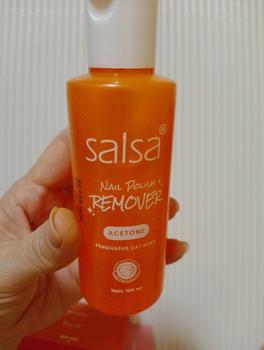 salsa®
Nail Polish
REMOVER
ACETONE
PENGHAPUS CAT KUKU
Nett. 100 ml